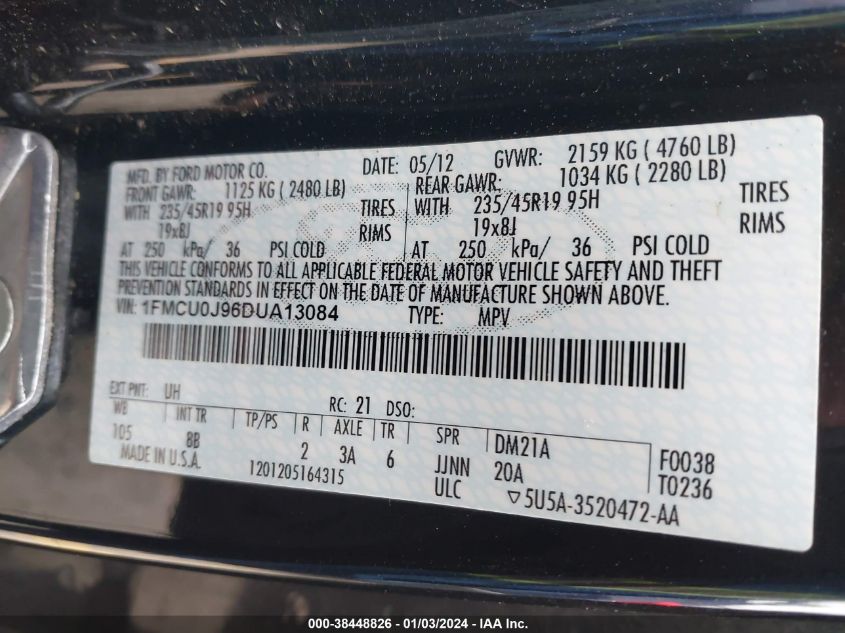 MFD. BY FORD MOTOR CO. DATE: 05/12 GVWR: 2159 KG ( 4760 LB)
FRONT GAWR: 1125 KG ( 2480 LB) REAR GAWR: 1034 KG ( 2280 LB)
WITH 235/45R19 95H TIRES WITH 235/45R19 95H TIRES
19x8J RIMS 19x8J RIMS
AT 250 kPa/ 36 PSI COLD AT 250 kPa/ 36 PSI COLD
THIS VEHICLE CONFORMS TO ALL APPLICABLE FEDERAL MOTOR VEHICLE SAFETY AND THEFT
PREVENTION STANDARDS IN EFFECT ON THE DATE OF MANUFACTURE SHOWN ABOVE.
VIN: 1FMCU0J96DUA13084 TYPE: MPV
EXT PNT: UH RC: 21 DSO:
WB INT TR TP/PS R AXLE TR SPR DM21A F0038
105 8B 2 3A 6 JJNN 20A T0236
MADE IN U.S.A. 1201205164315 ULC ▽5U5A-3520472-AA
000-38448826 - 01/03/2024 - IAA Inc.